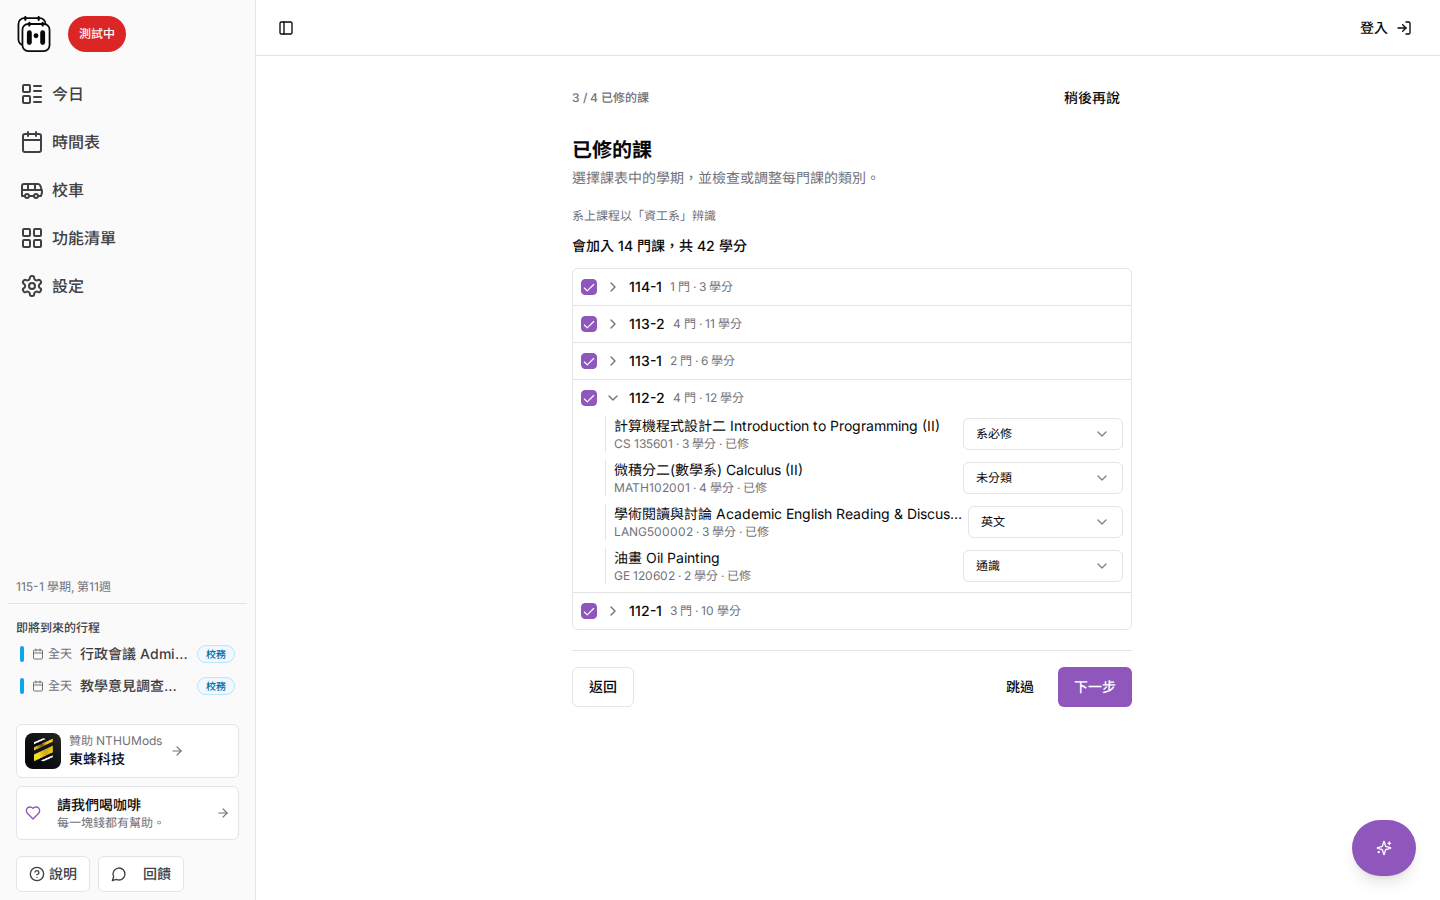 測試中
今日
時間表
校車
功能清單
設定
115-1 學期, 第11週
即將到來的行程
全天 行政會議 Admi... 校務
全天 教學意見調查... 校務
贊助 NTHUMods
東蜂科技
請我們喝咖啡
每一塊錢都有幫助。
說明
回饋
登入
3 / 4 已修的課
稍後再說
已修的課
選擇課表中的學期，並檢查或調整每門課的類別。
系上課程以「資工系」辨識
會加入 14 門課，共 42 學分
114-1 1 門 · 3 學分
113-2 4 門 · 11 學分
113-1 2 門 · 6 學分
112-2 4 門 · 12 學分
計算機程式設計二 Introduction to Programming (II)
CS 135601 · 3 學分 · 已修
系必修
微積分二(數學系) Calculus (II)
MATH102001 · 4 學分 · 已修
未分類
學術閱讀與討論 Academic English Reading & Discus...
LANG500002 · 3 學分 · 已修
英文
油畫 Oil Painting
GE 120602 · 2 學分 · 已修
通識
112-1 3 門 · 10 學分
返回
跳過
下一步